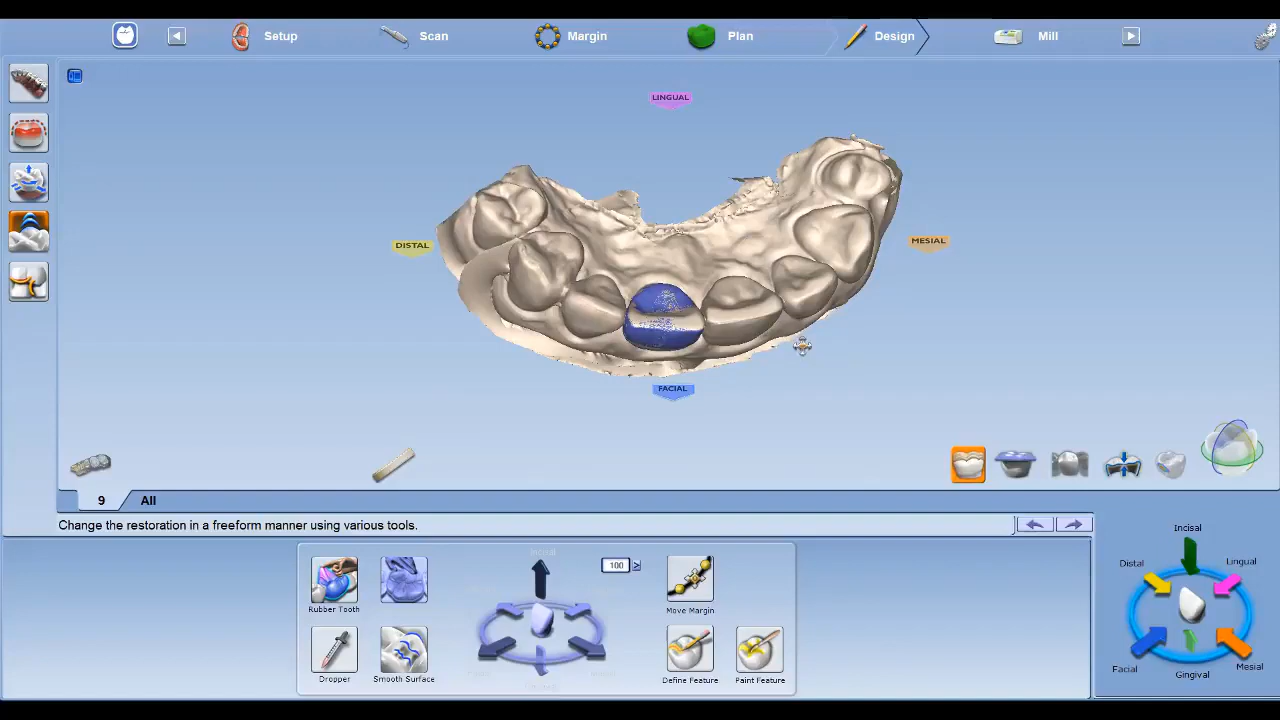 Setup
Scan
Margin
Plan
Design
Mill
LINGUAL
DISTAL
MESIAL
FACIAL
9
All
Change the restoration in a freeform manner using various tools.
Incisal
Distal
Lingual
Facial
Mesial
Gingival
Incisal
100
Rubber Tooth
Move Margin
Dropper
Smooth Surface
Define Feature
Paint Feature